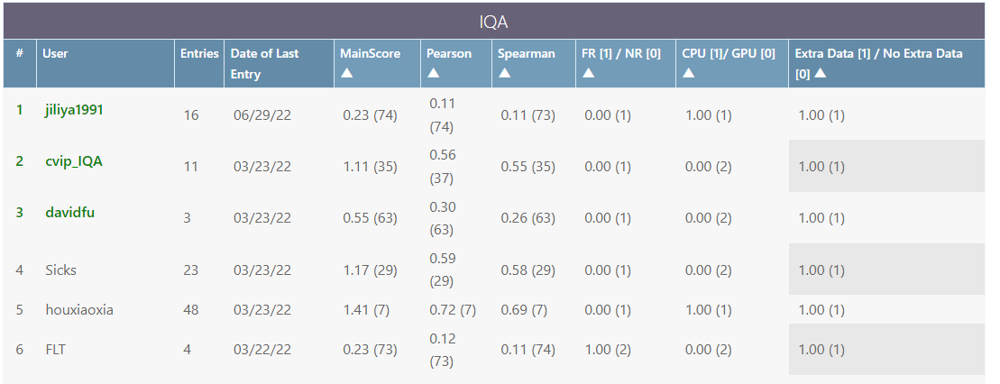 IQA
# User Entries Date of Last Entry MainScore ▲ Pearson ▲ Spearman ▲ FR [1] / NR [0] ▲ CPU [1]/ GPU [0] ▲ Extra Data [1] / No Extra Data [0] ▲
1 jiliya1991 16 06/29/22 0.23 (74) 0.11 (74) 0.11 (73) 0.00 (1) 1.00 (1) 1.00 (1)
2 cvip_IQA 11 03/23/22 1.11 (35) 0.56 (37) 0.55 (35) 0.00 (1) 0.00 (2) 1.00 (1)
3 davidfu 3 03/23/22 0.55 (63) 0.30 (63) 0.26 (63) 0.00 (1) 0.00 (2) 1.00 (1)
4 Sicks 23 03/23/22 1.17 (29) 0.59 (29) 0.58 (29) 0.00 (1) 0.00 (2) 1.00 (1)
5 houxiaoxia 48 03/23/22 1.41 (7) 0.72 (7) 0.69 (7) 0.00 (1) 1.00 (1) 1.00 (1)
6 FLT 4 03/22/22 0.23 (73) 0.12 (73) 0.11 (74) 1.00 (2) 0.00 (2) 1.00 (1)